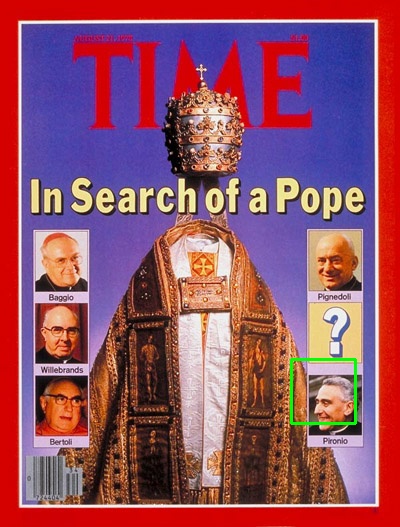 TIME
In Search of a Pope
Baggio
Pignedoli
Willebrands
?
Bertoli
Pironio